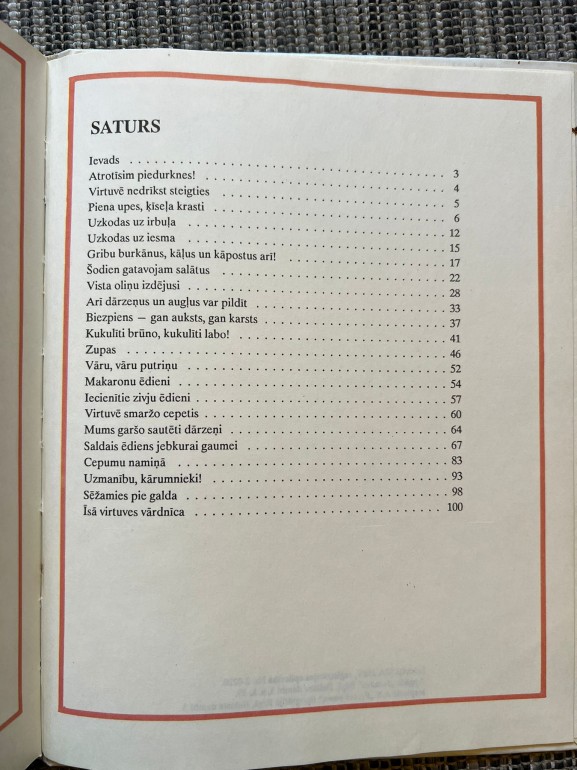 SATURS
Ievads . . . . . . . . . . . . . . . . . . . . 3
Atrotīsim piedurknes! . . . . . . . . . . . . . . . . . . . . 4
Virtuvē nedrīkst steigties . . . . . . . . . . . . . . . . . . . . 5
Piena upes, ķīseļa krasti . . . . . . . . . . . . . . . . . . . . 6
Uzkodas uz irbuļa . . . . . . . . . . . . . . . . . . . . 12
Uzkodas uz iesma . . . . . . . . . . . . . . . . . . . . 15
Gribu burkānus, kāļus un kāpostus arī! . . . . . . . . . . . . . . . . . . . . 17
Šodien gatavojam salātus . . . . . . . . . . . . . . . . . . . . 22
Vista oliņu izdējusi . . . . . . . . . . . . . . . . . . . . 28
Arī dārzeņus un augļus var pildīt . . . . . . . . . . . . . . . . . . . . 33
Biezpiens — gan auksts, gan karsts . . . . . . . . . . . . . . . . . . . . 37
Kukulīti brūno, kukulīti labo! . . . . . . . . . . . . . . . . . . . . 41
Zupas . . . . . . . . . . . . . . . . . . . . 46
Vāru, vāru putriņu . . . . . . . . . . . . . . . . . . . . 52
Makaronu ēdieni . . . . . . . . . . . . . . . . . . . . 54
Iecienītie zivju ēdieni . . . . . . . . . . . . . . . . . . . . 57
Virtuvē smaržo cepetis . . . . . . . . . . . . . . . . . . . . 60
Mums garšo sautēti dārzeņi . . . . . . . . . . . . . . . . . . . . 64
Saldais ēdiens jebkurai gaumei . . . . . . . . . . . . . . . . . . . . 67
Cepumu namiņā . . . . . . . . . . . . . . . . . . . . 83
Uzmanību, kārumnieki! . . . . . . . . . . . . . . . . . . . . 93
Sēžamies pie galda . . . . . . . . . . . . . . . . . . . . 98
Īsā virtuves vārdnīca . . . . . . . . . . . . . . . . . . . . 100